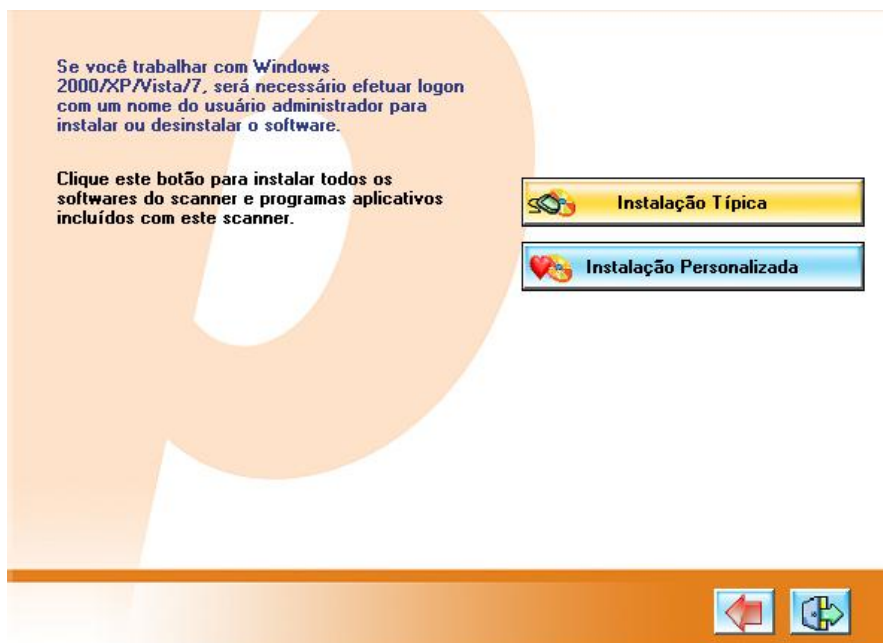 Se você trabalhar com Windows
2000/XP/Vista/7, será necessário efetuar logon
com um nome do usuário administrador para
instalar ou desinstalar o software.
Clique este botão para instalar todos os
softwares do scanner e programas aplicativos
incluídos com este scanner.
Instalação Típica
Instalação Personalizada